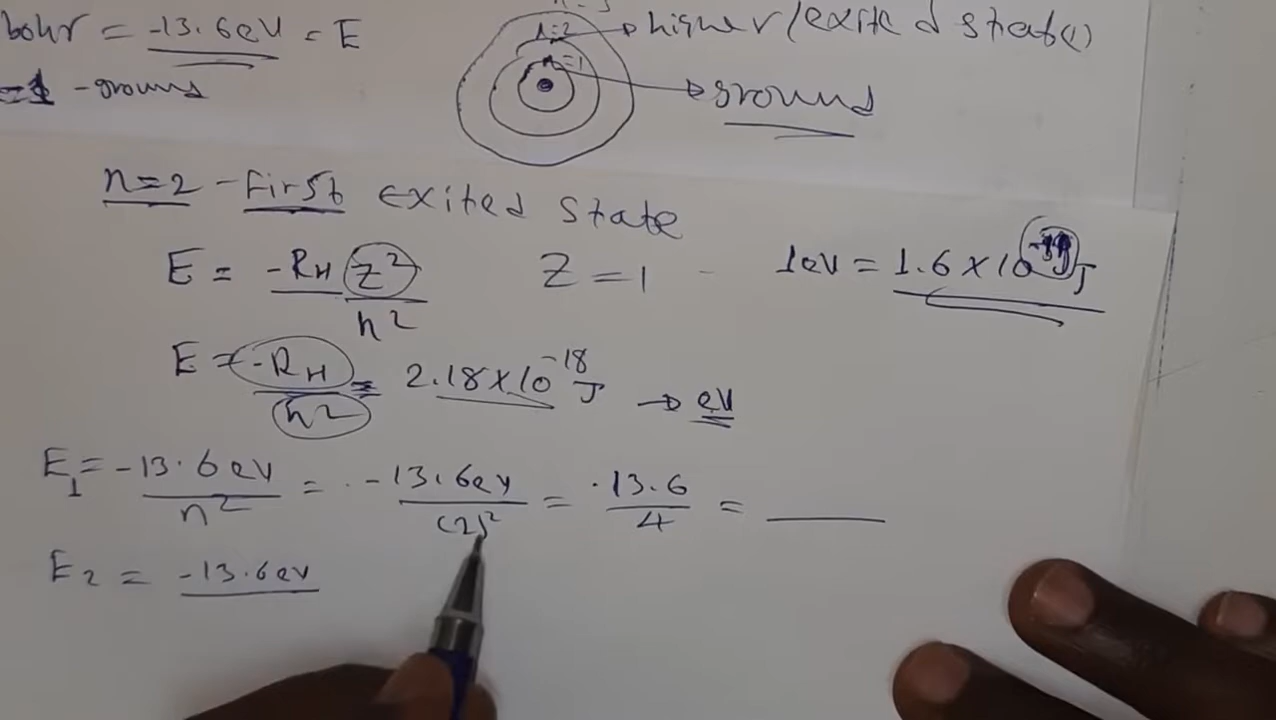 bohr = -13.6eV = E
n=2 → higher/exited state(s)
=1 - ground
n=1 → ground
n=2 - First exited state
E = -RH Z² / n² Z = 1 - 1eV = 1.6 × 10⁻¹⁹ J
E = -RH / n² = 2.18×10⁻¹⁸ J → eV
E₁ = -13.6eV / n² = -13.6eV / (2)² = -13.6 / 4 = ____
E₂ = -13.6eV